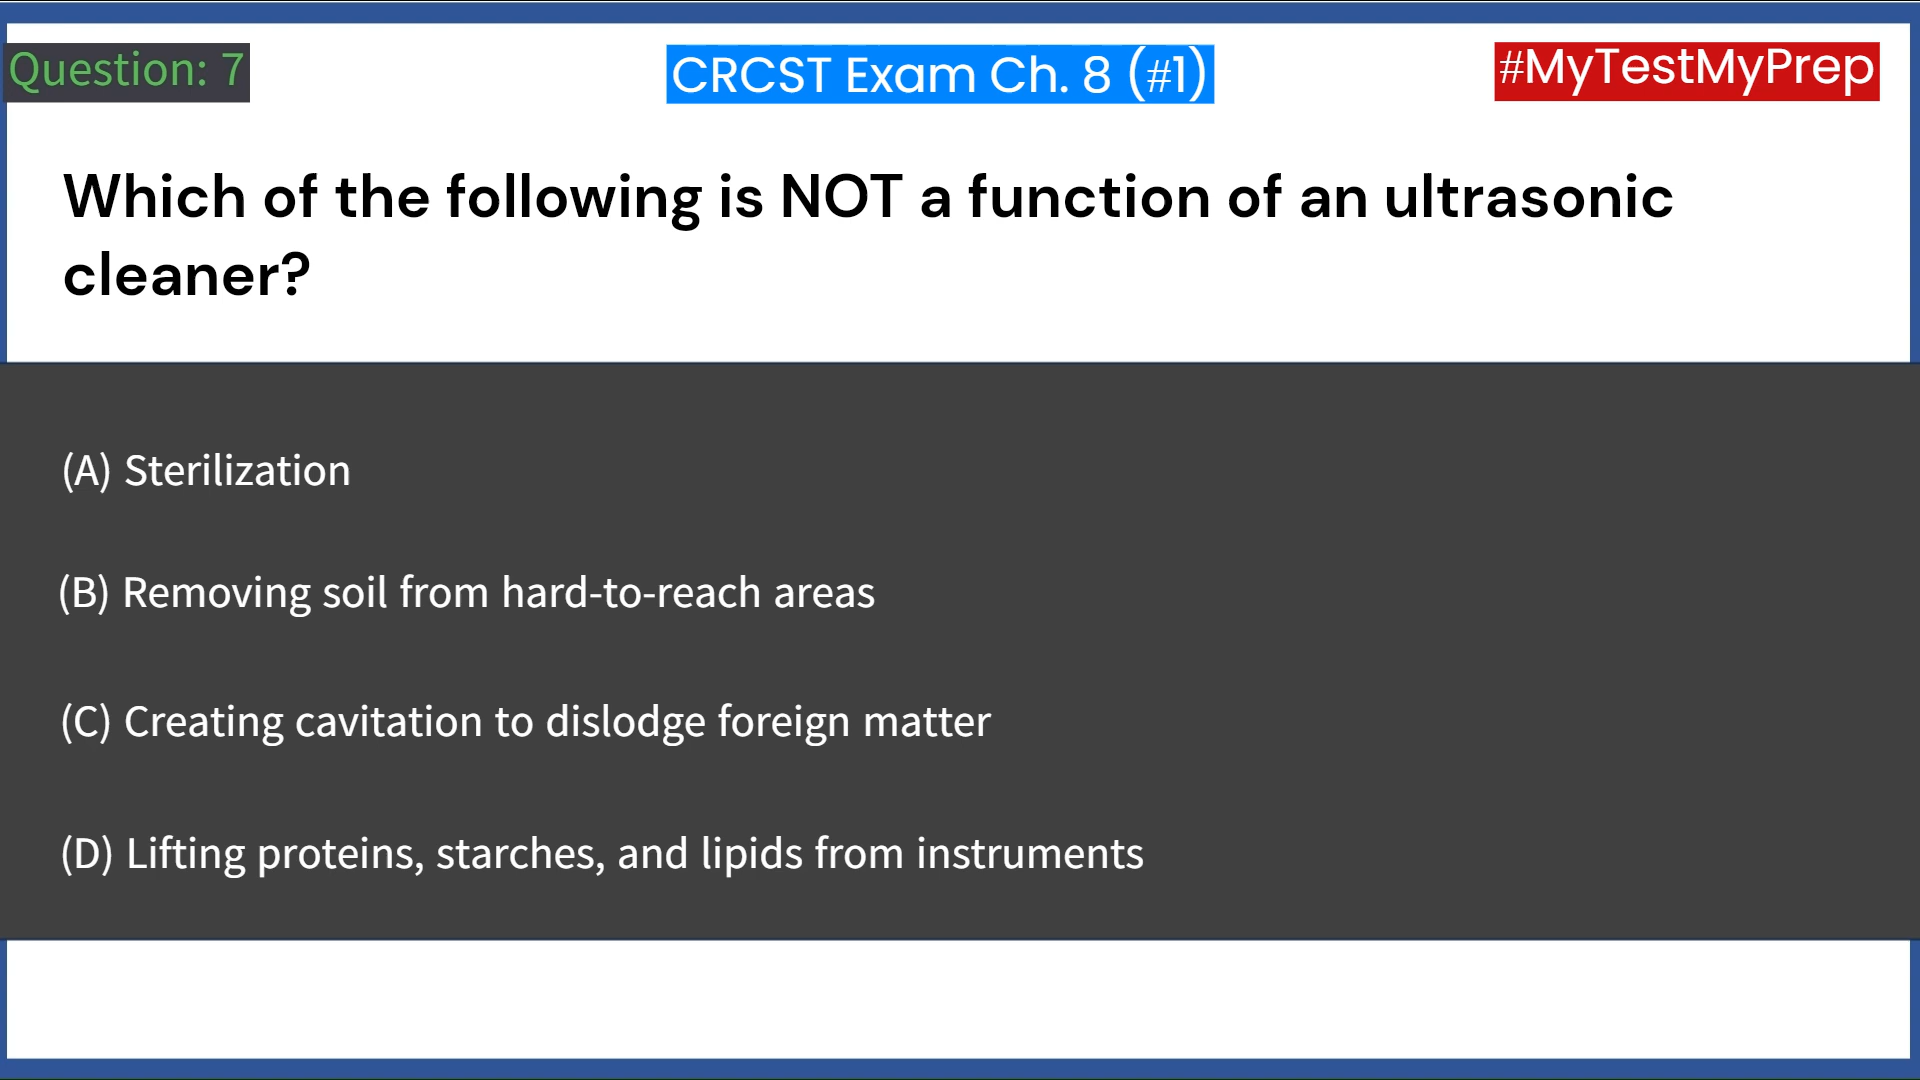 Question: 7
CRCST Exam Ch. 8 (#1)
#MyTestMyPrep
Which of the following is NOT a function of an ultrasonic
cleaner?
(A) Sterilization
(B) Removing soil from hard-to-reach areas
(C) Creating cavitation to dislodge foreign matter
(D) Lifting proteins, starches, and lipids from instruments